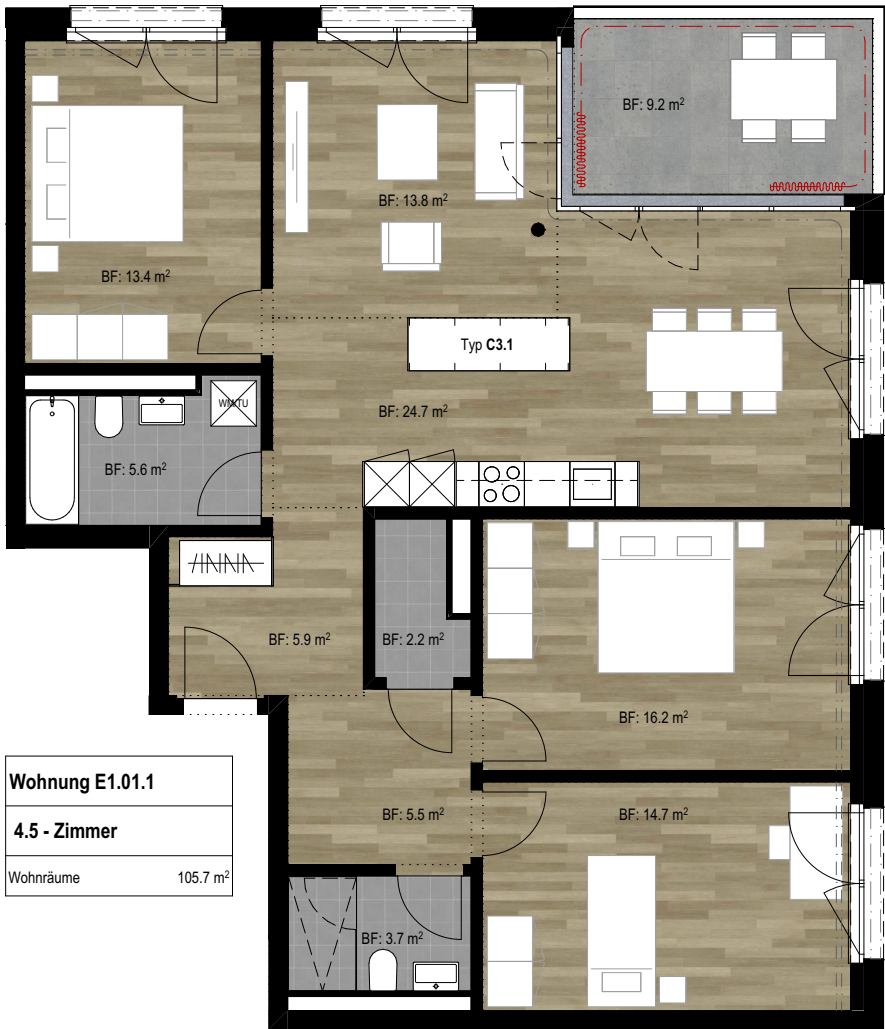 BF: 9.2 m²
BF: 13.8 m²
BF: 13.4 m²
Typ C3.1
WM/TU
BF: 24.7 m²
BF: 5.6 m²
BF: 5.9 m²
BF: 2.2 m²
BF: 16.2 m²
Wohnung E1.01.1
4.5 - Zimmer
Wohnräume 105.7 m²
BF: 5.5 m²
BF: 14.7 m²
BF: 3.7 m²